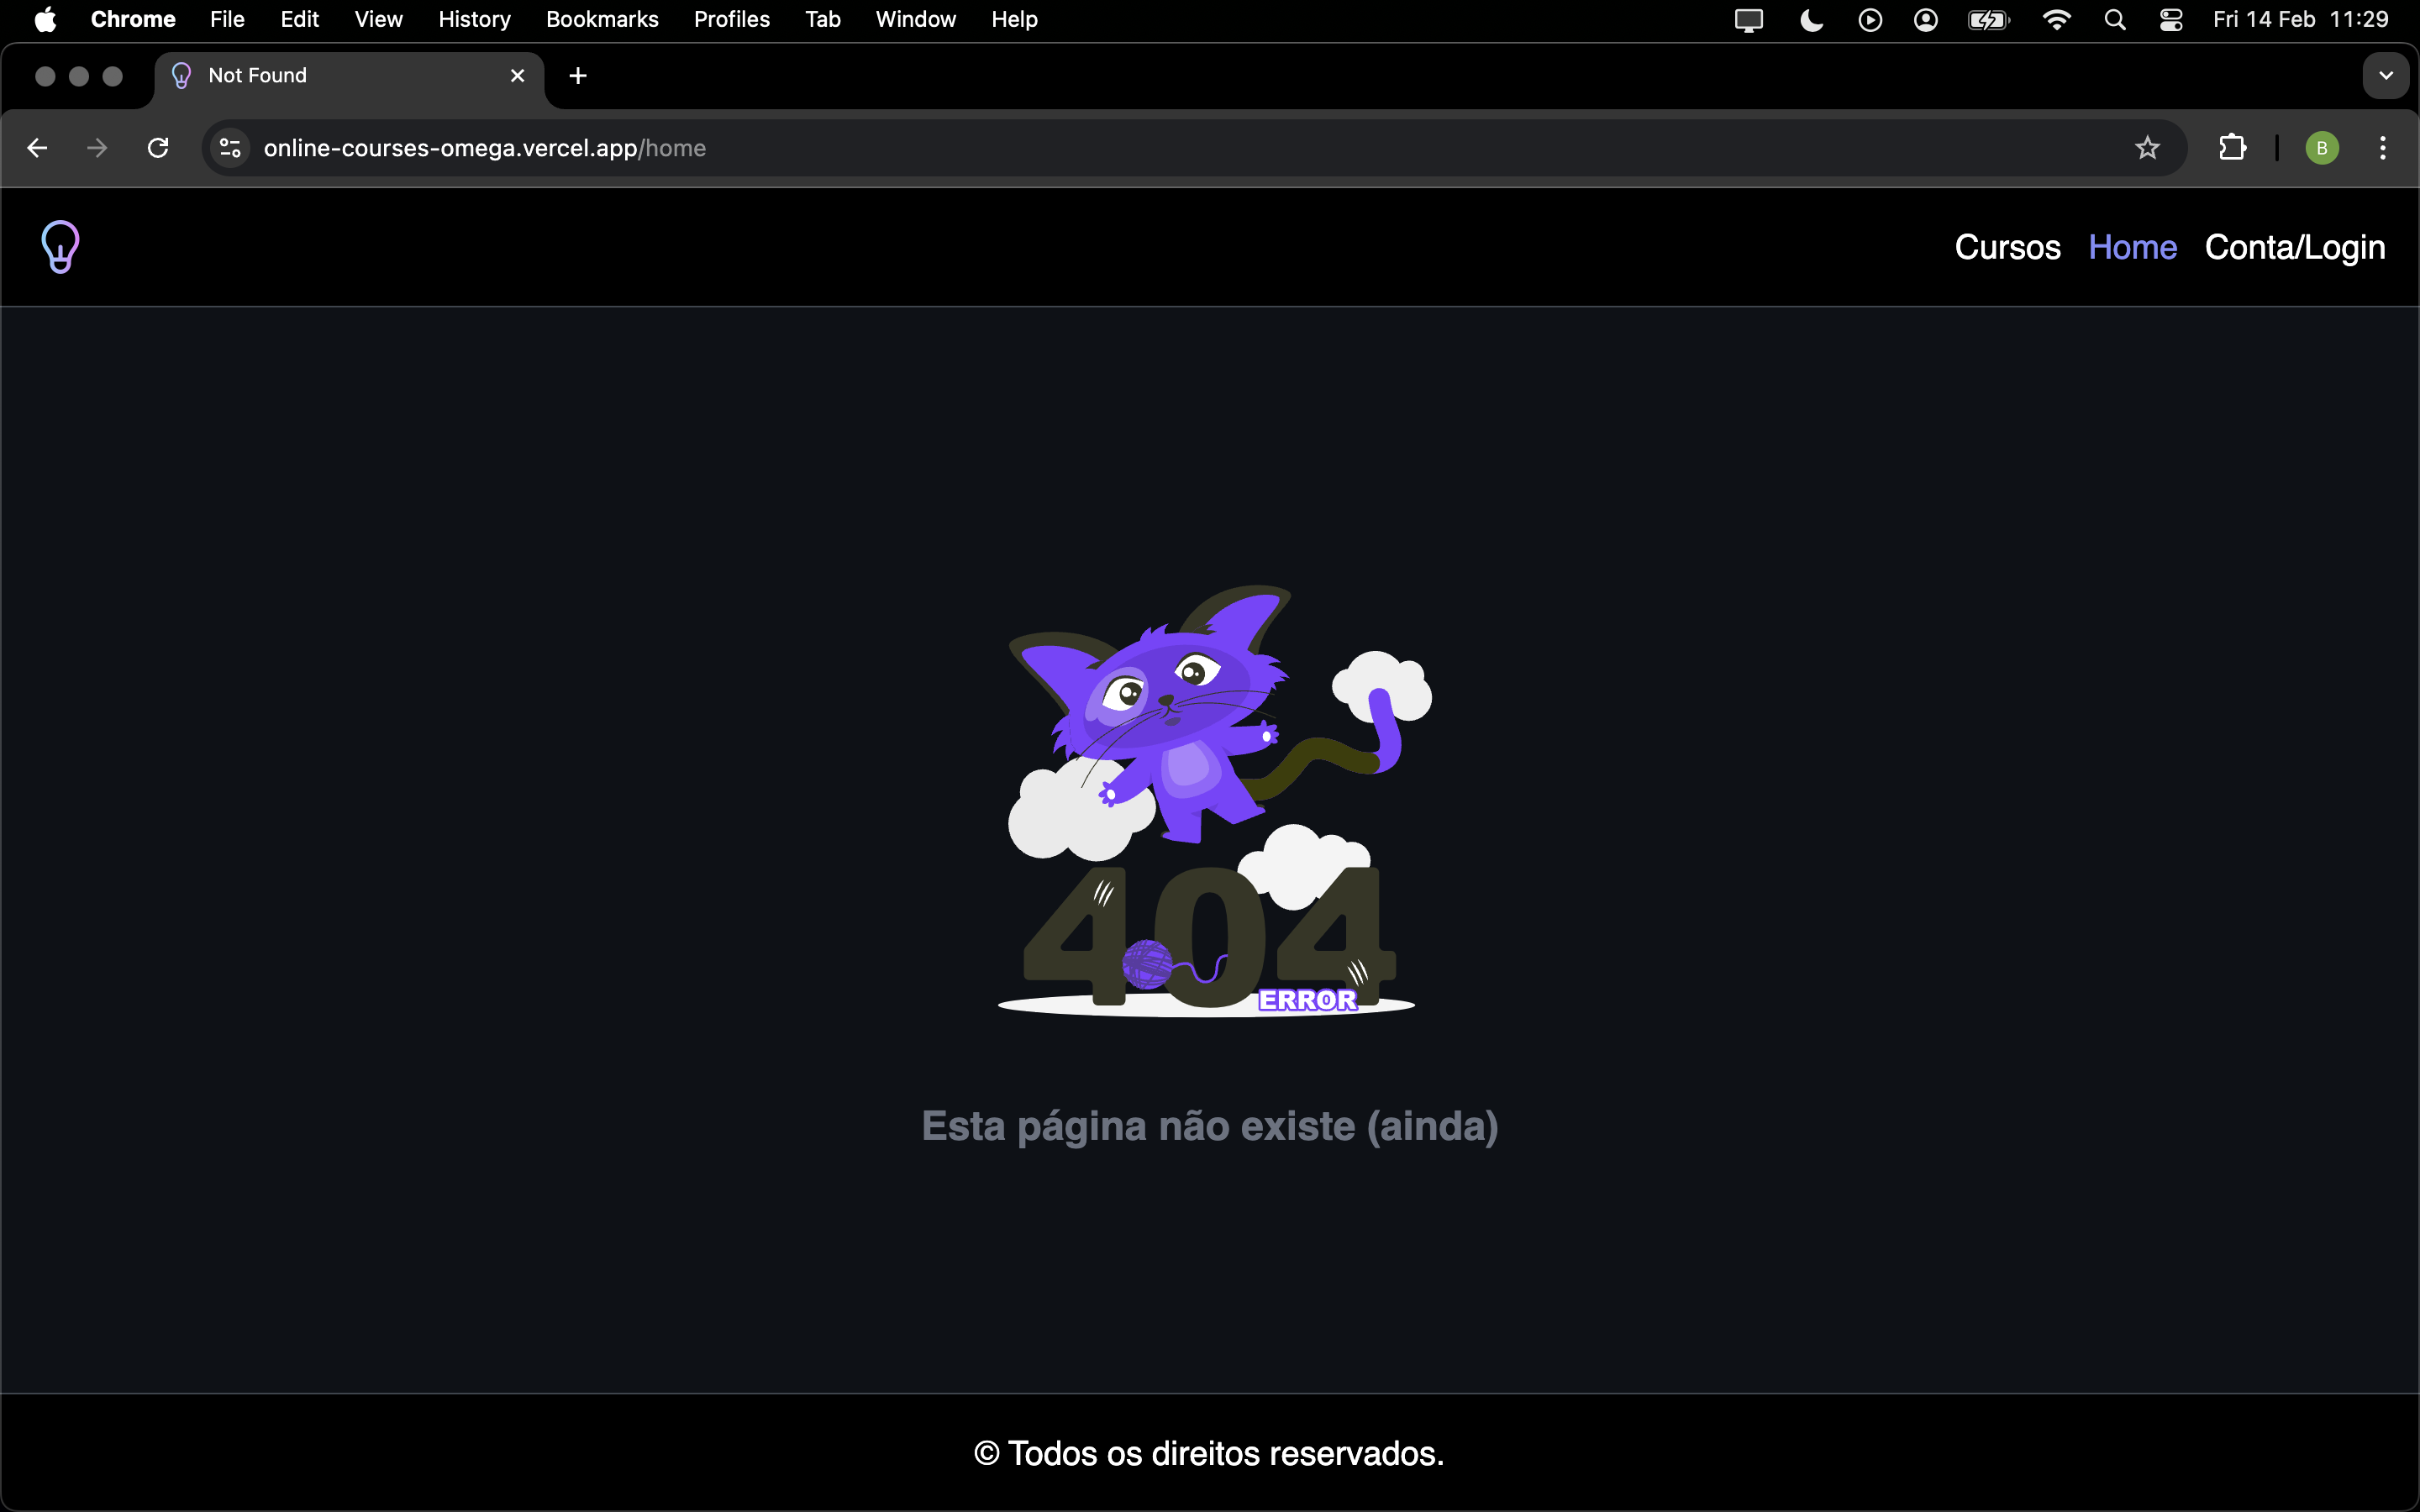 Chrome File Edit View History Bookmarks Profiles Tab Window Help Fri 14 Feb 11:29
Not Found
online-courses-omega.vercel.app/home
B
Cursos Home Conta/Login
404
ERROR
Esta página não existe (ainda)
© Todos os direitos reservados.